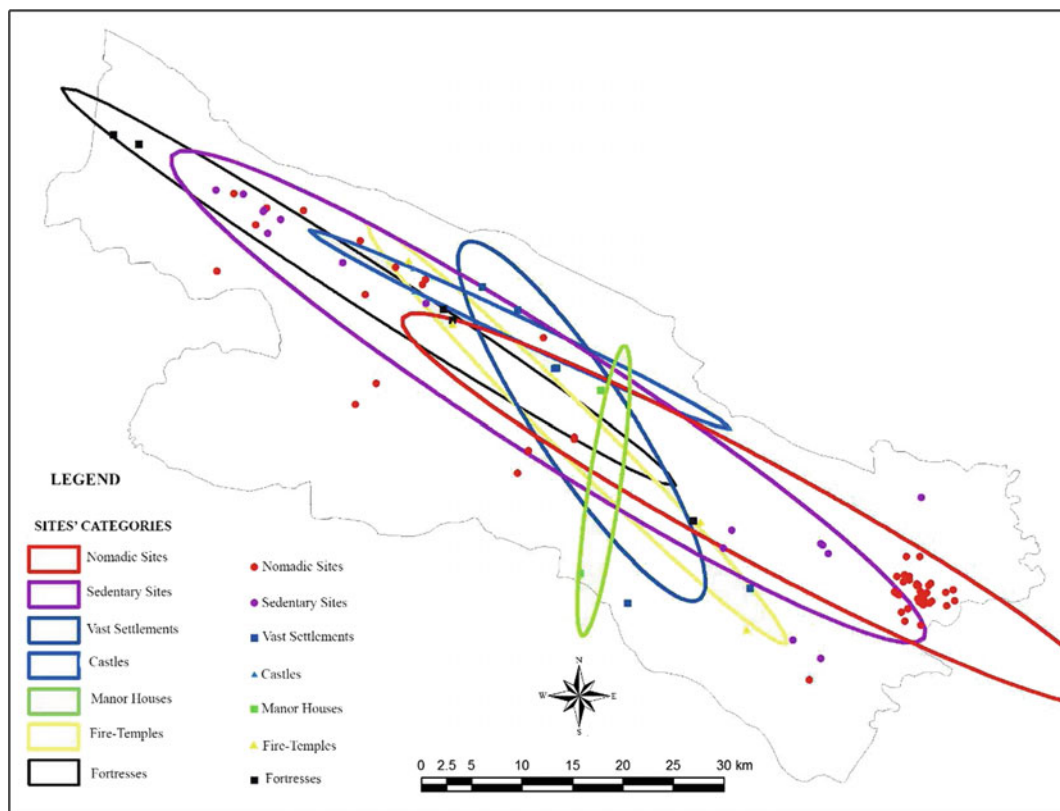 LEGEND
SITES' CATEGORIES
Nomadic Sites
Sedentary Sites
Vast Settlements
Castles
Manor Houses
Fire-Temples
Fortresses
Nomadic Sites
Sedentary Sites
Vast Settlements
Castles
Manor Houses
Fire-Temples
Fortresses
N
W
E
S
0 2.5 5 10 15 20 25 30 km